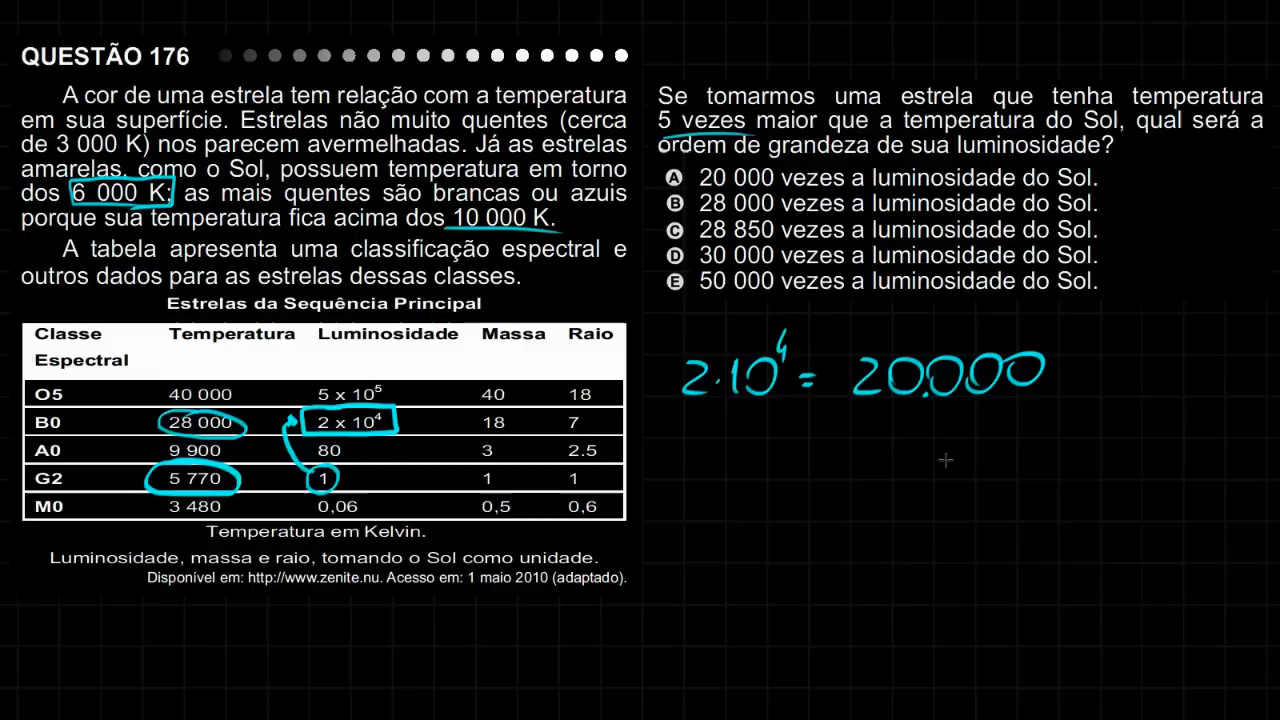 QUESTÃO 176
A cor de uma estrela tem relação com a temperatura
em sua superfície. Estrelas não muito quentes (cerca
de 3 000 K) nos parecem avermelhadas. Já as estrelas
amarelas, como o Sol, possuem temperatura em torno
dos 6 000 K; as mais quentes são brancas ou azuis
porque sua temperatura fica acima dos 10 000 K.
A tabela apresenta uma classificação espectral e
outros dados para as estrelas dessas classes.
Estrelas da Sequência Principal
Classe Espectral Temperatura Luminosidade Massa Raio
O5 40 000 5 x 10⁵ 40 18
B0 28 000 2 x 10⁴ 18 7
A0 9 900 80 3 2.5
G2 5 770 1 1 1
M0 3 480 0,06 0,5 0,6
Temperatura em Kelvin.
Luminosidade, massa e raio, tomando o Sol como unidade.
Disponível em: http://www.zenite.nu. Acesso em: 1 maio 2010 (adaptado).
Se tomarmos uma estrela que tenha temperatura
5 vezes maior que a temperatura do Sol, qual será a
ordem de grandeza de sua luminosidade?
A 20 000 vezes a luminosidade do Sol.
B 28 000 vezes a luminosidade do Sol.
C 28 850 vezes a luminosidade do Sol.
D 30 000 vezes a luminosidade do Sol.
E 50 000 vezes a luminosidade do Sol.
2·10⁴ = 20.000